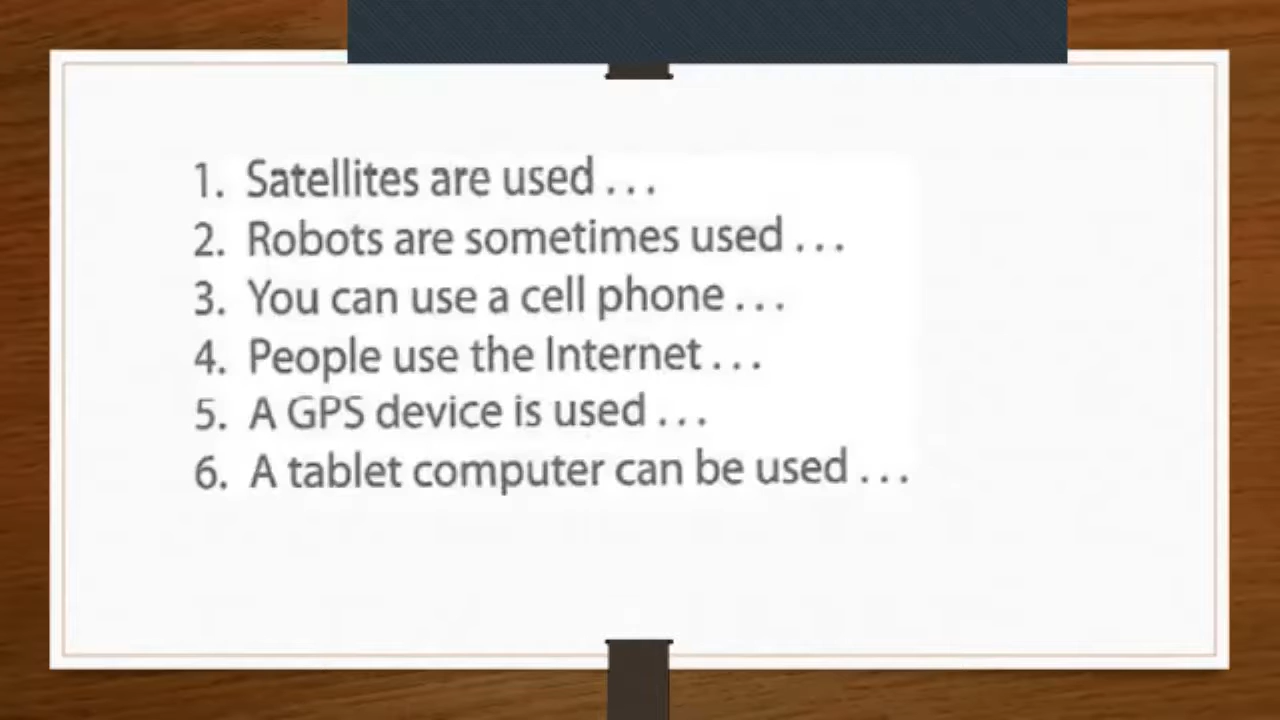 1. Satellites are used . . .
2. Robots are sometimes used . . .
3. You can use a cell phone . . .
4. People use the Internet . . .
5. A GPS device is used . . .
6. A tablet computer can be used . . .